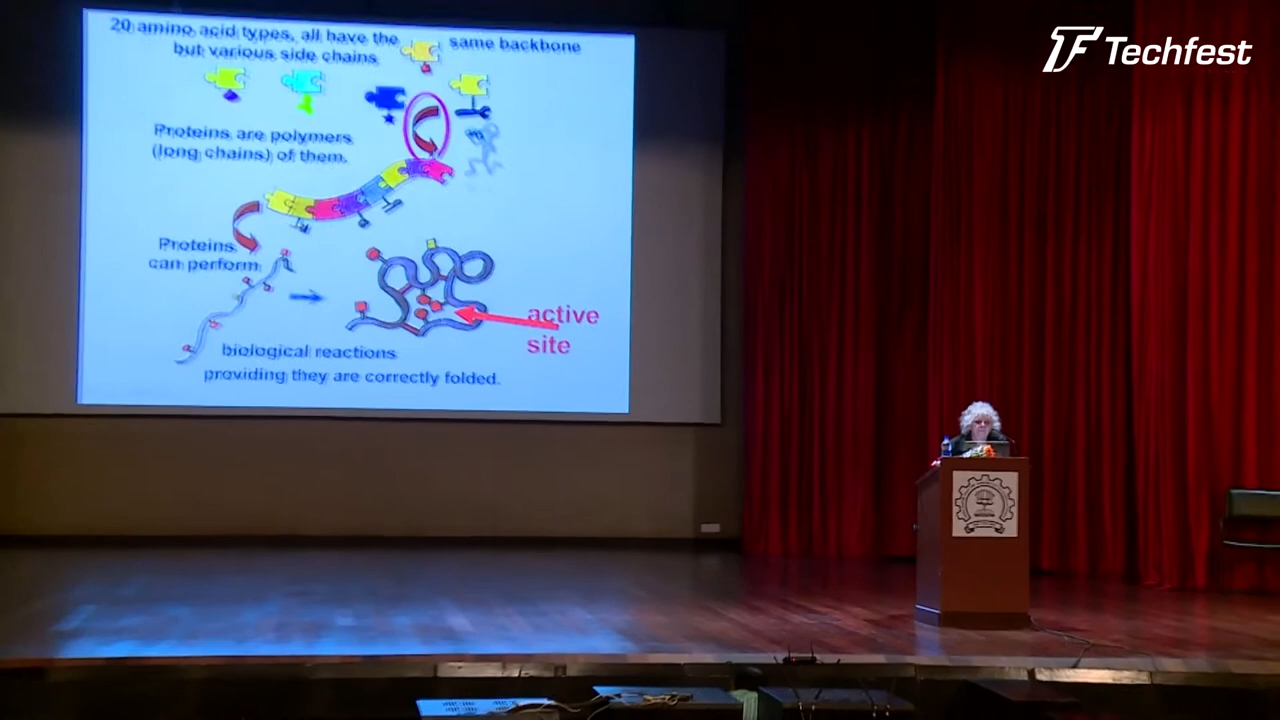 Techfest
20 amino acid types, all have the same backbone
but various side chains
Proteins are polymers
(long chains) of them.
Proteins
can perform
active
site
biological reactions
providing they are correctly folded.